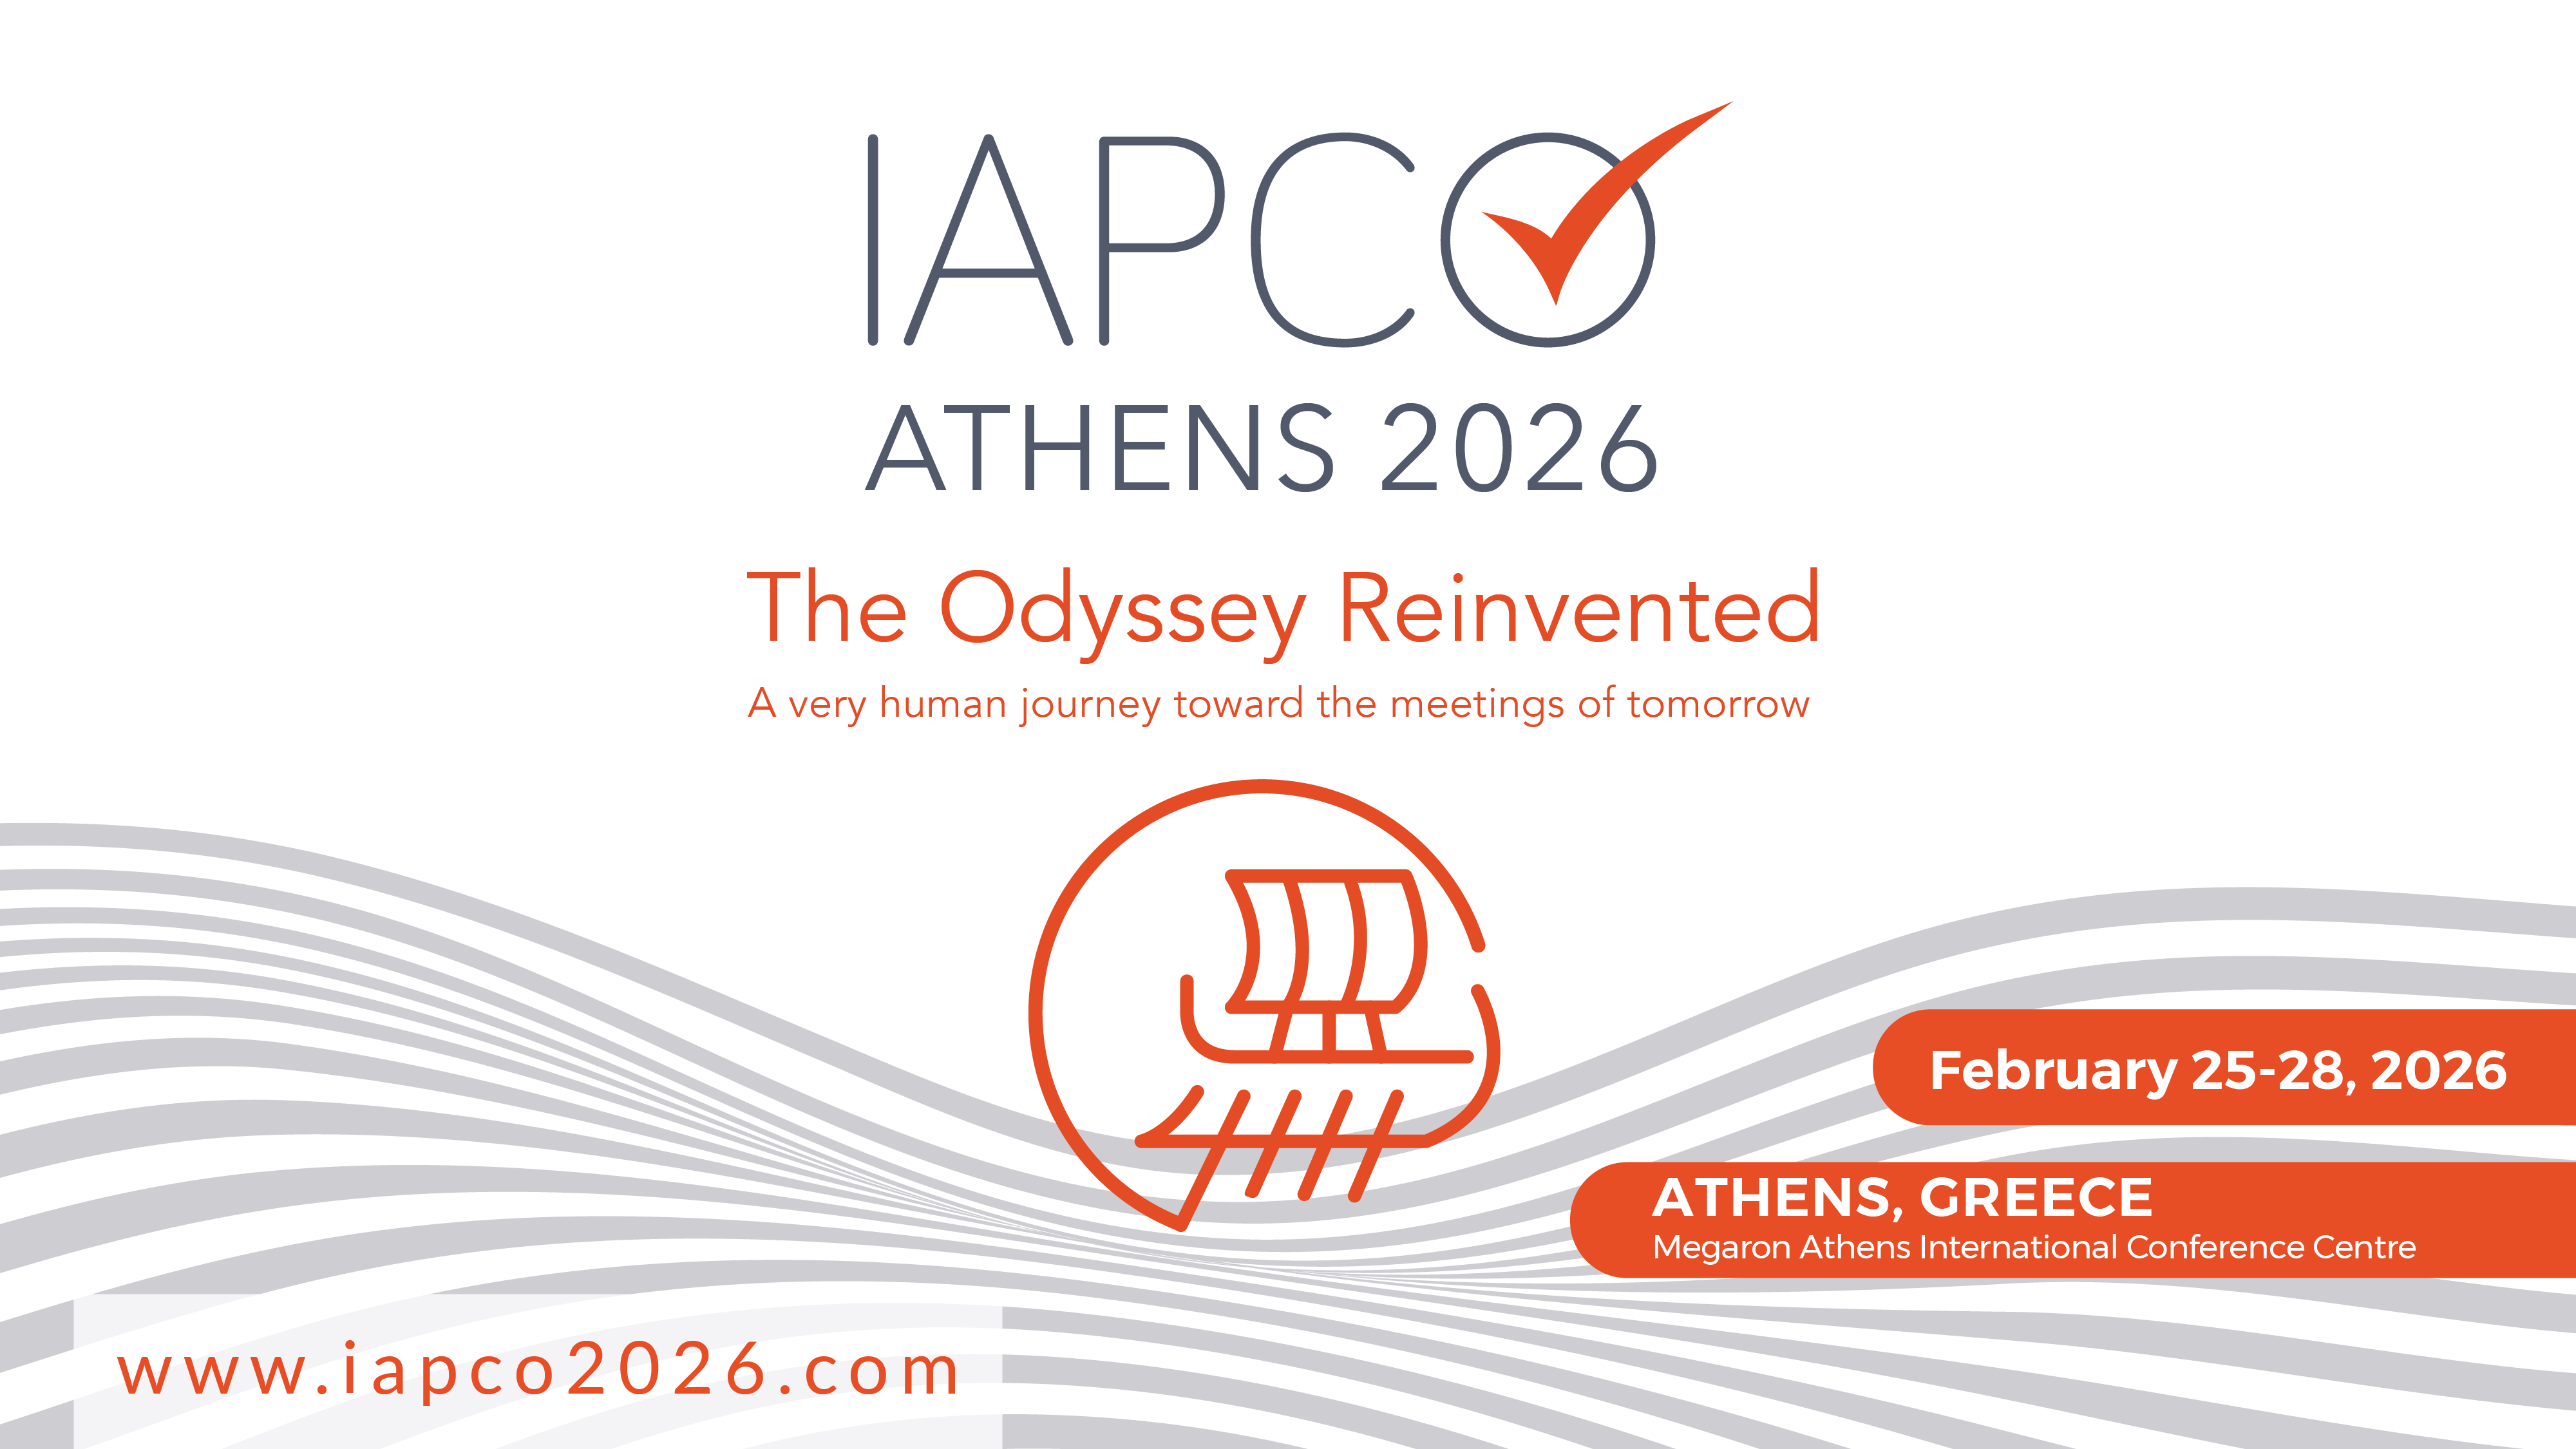 IAPCO
ATHENS 2026
The Odyssey Reinvented
A very human journey toward the meetings of tomorrow
February 25-28, 2026
ATHENS, GREECE
Megaron Athens International Conference Centre
www.iapco2026.com